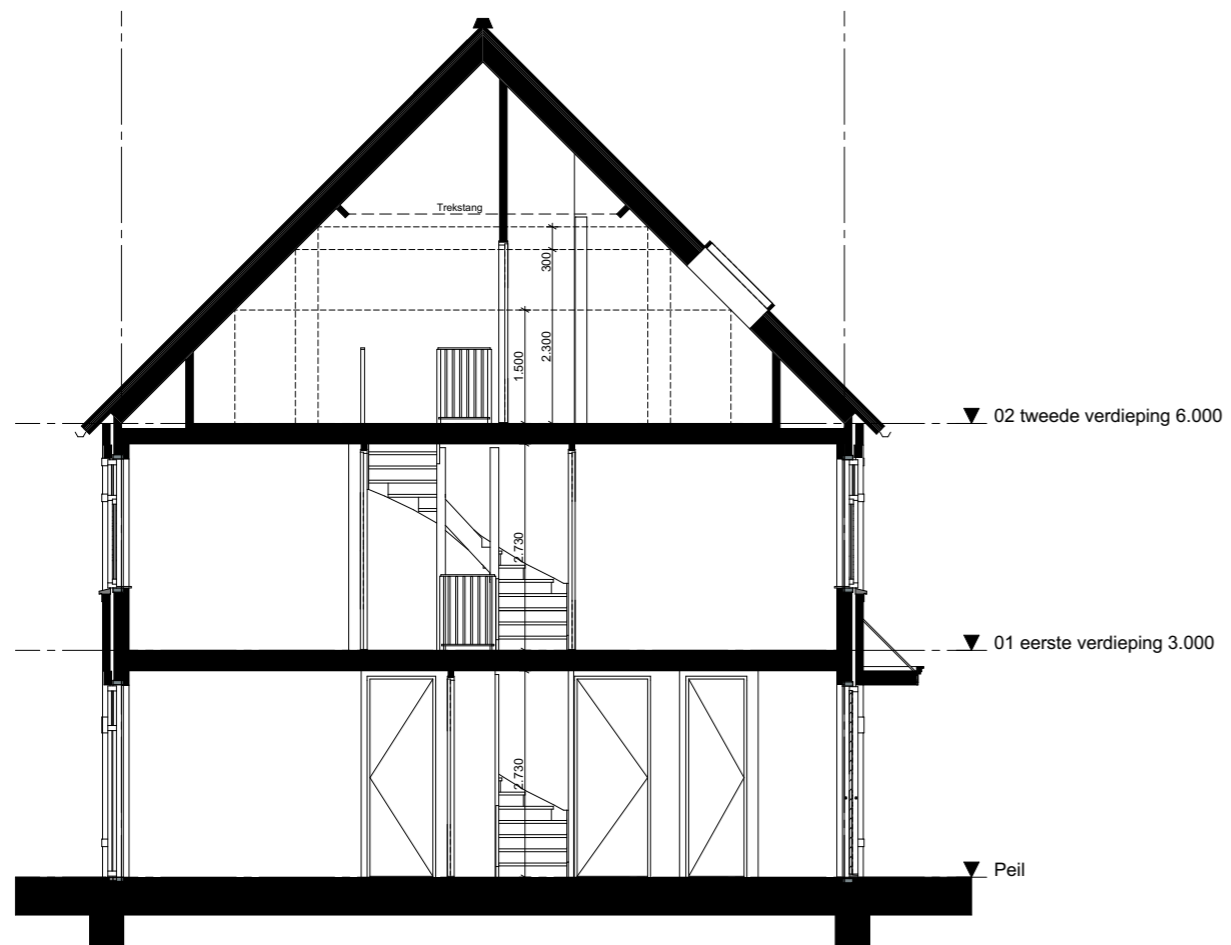 Trekstang
300
2.300
1.500
02 tweede verdieping 6.000
2.730
01 eerste verdieping 3.000
2.730
Peil